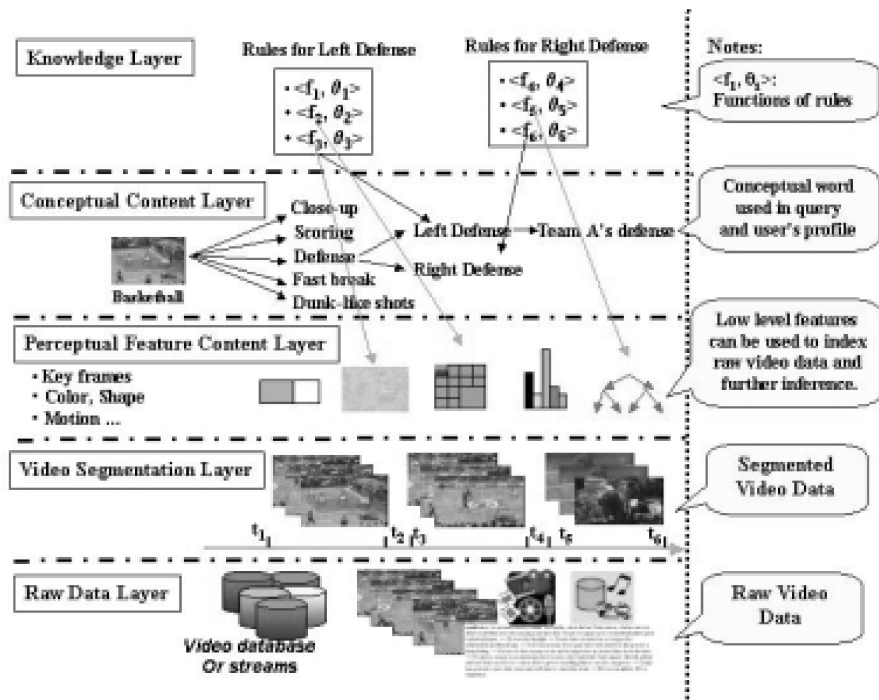 Knowledge Layer
Rules for Left Defense
• <f1, θ1>
• <f2, θ2>
• <f3, θ3>
Rules for Right Defense
• <f4, θ4>
• <f5, θ5>
• <f6, θ6>
Notes:
<f1, θ1>:
Functions of rules
Conceptual Content Layer
Basketball
Close-up
Scoring
Defense
Fast break
Dunk-like shots
Left Defense
Right Defense
Team A's defense
Conceptual word
used in query
and user's profile
Perceptual Feature Content Layer
• Key frames
• Color, Shape
• Motion ...
Low level features
can be used to index
raw video data and
further inference.
Video Segmentation Layer
t1
t2
t3
t4
t5
t6
Segmented
Video Data
Raw Data Layer
Video database
Or streams
Raw Video
Data